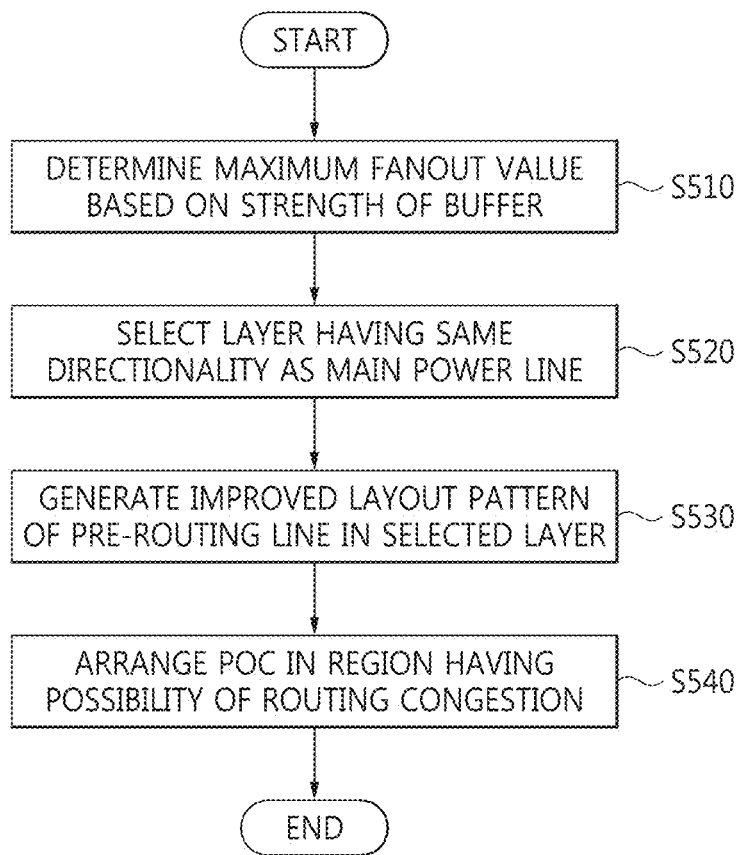 START
DETERMINE MAXIMUM FANOUT VALUE
BASED ON STRENGTH OF BUFFER
S510
SELECT LAYER HAVING SAME
DIRECTIONALITY AS MAIN POWER LINE
S520
GENERATE IMPROVED LAYOUT PATTERN
OF PRE-ROUTING LINE IN SELECTED LAYER
S530
ARRANGE POC IN REGION HAVING
POSSIBILITY OF ROUTING CONGESTION
S540
END